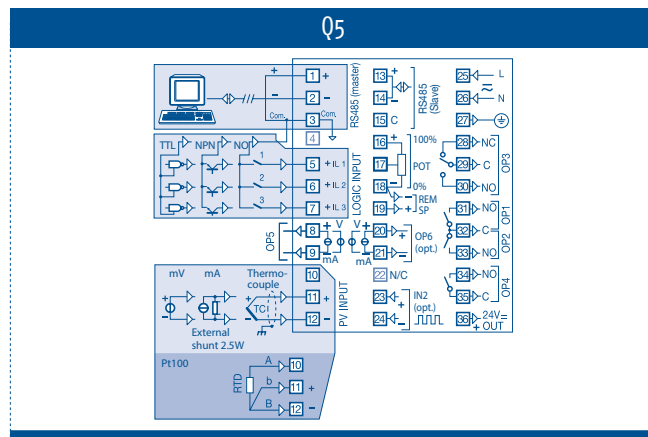 Q5
+ 1 + 13 + 25 L
- 2 - 14 - 26 N
Com. 3 Com. 15 C 27
RS485 (master)
RS485 (Slave)
4
TTL NPN NO
1 5 + IL 1
2 6 + IL 2
3 7 + IL 3
LOGIC INPUT
16 + 100%
17 POT
18 - 0%
19 + REM SP
28 NC
29 C
30 NO
OP3
31 NO
32 C
33 NO
OP1
OP2
OP5
8 + V
9 - mA
V + 20 +
mA - 21 -
OP6 (opt.)
22 N/C
34 NO
35 C
OP4
mV mA Thermo-
couple
10
+ + 11 +
TC
- - 12 -
PV INPUT
External
shunt 2.5W
23 + IN2
(opt.)
24 -
36 24V=
+ OUT
Pt100
RTD
A 10
b 11 +
B 12 -